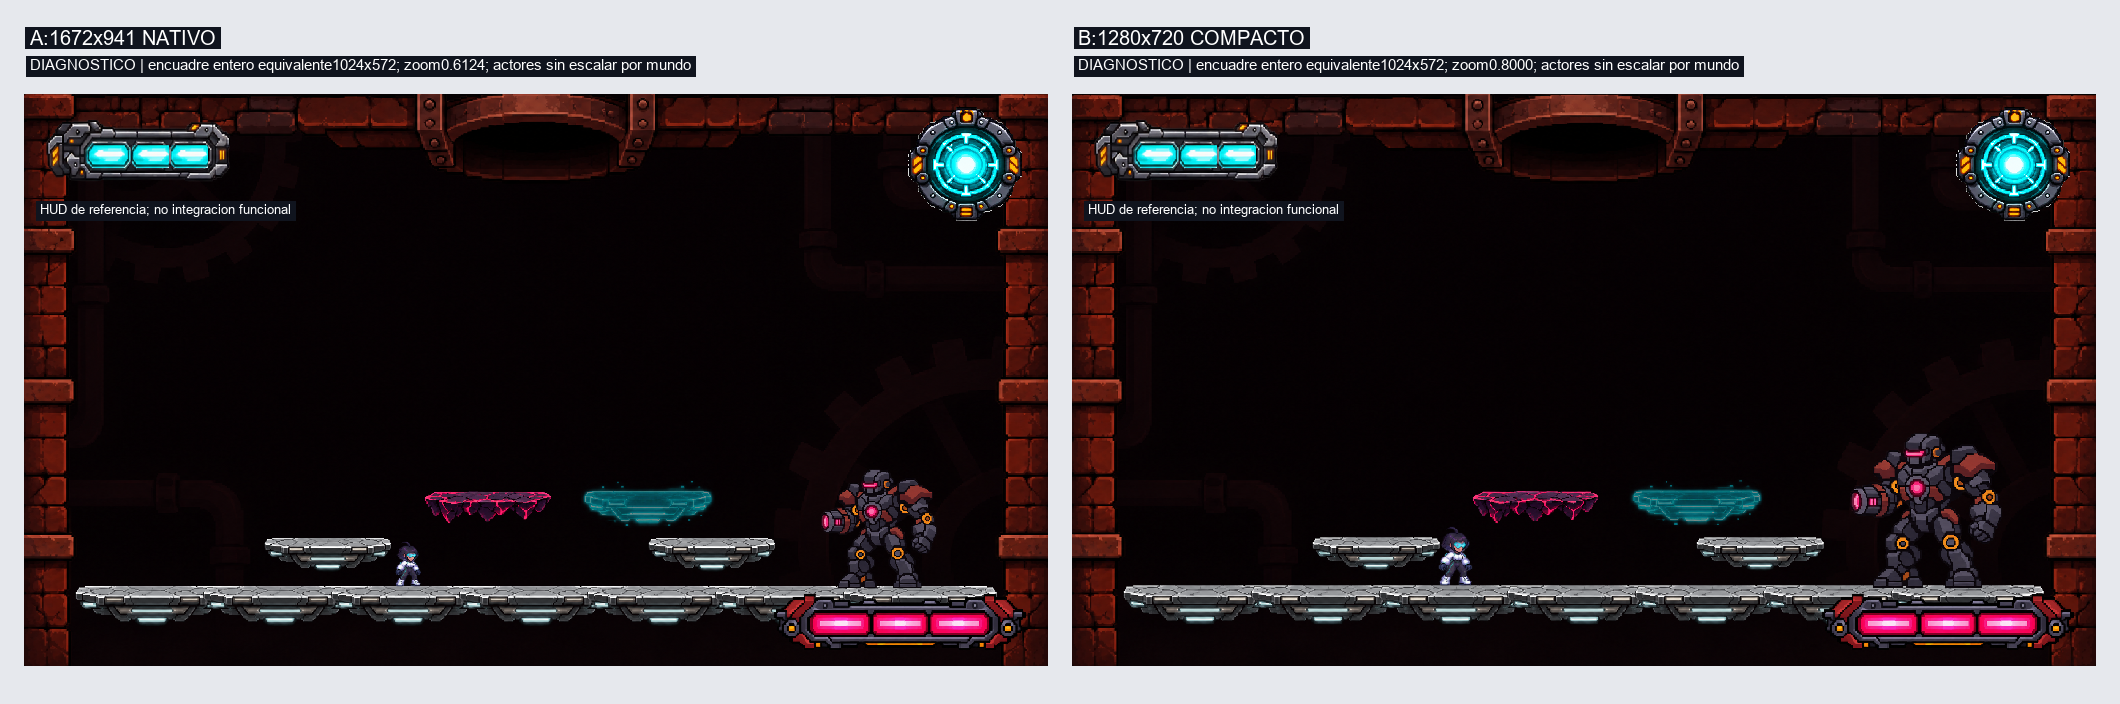 A:1672x941 NATIVO
DIAGNOSTICO | encuadre entero equivalente1024x572; zoom0.6124; actores sin escalar por mundo
HUD de referencia; no integracion funcional
B:1280x720 COMPACTO
DIAGNOSTICO | encuadre entero equivalente1024x572; zoom0.8000; actores sin escalar por mundo
HUD de referencia; no integracion funcional